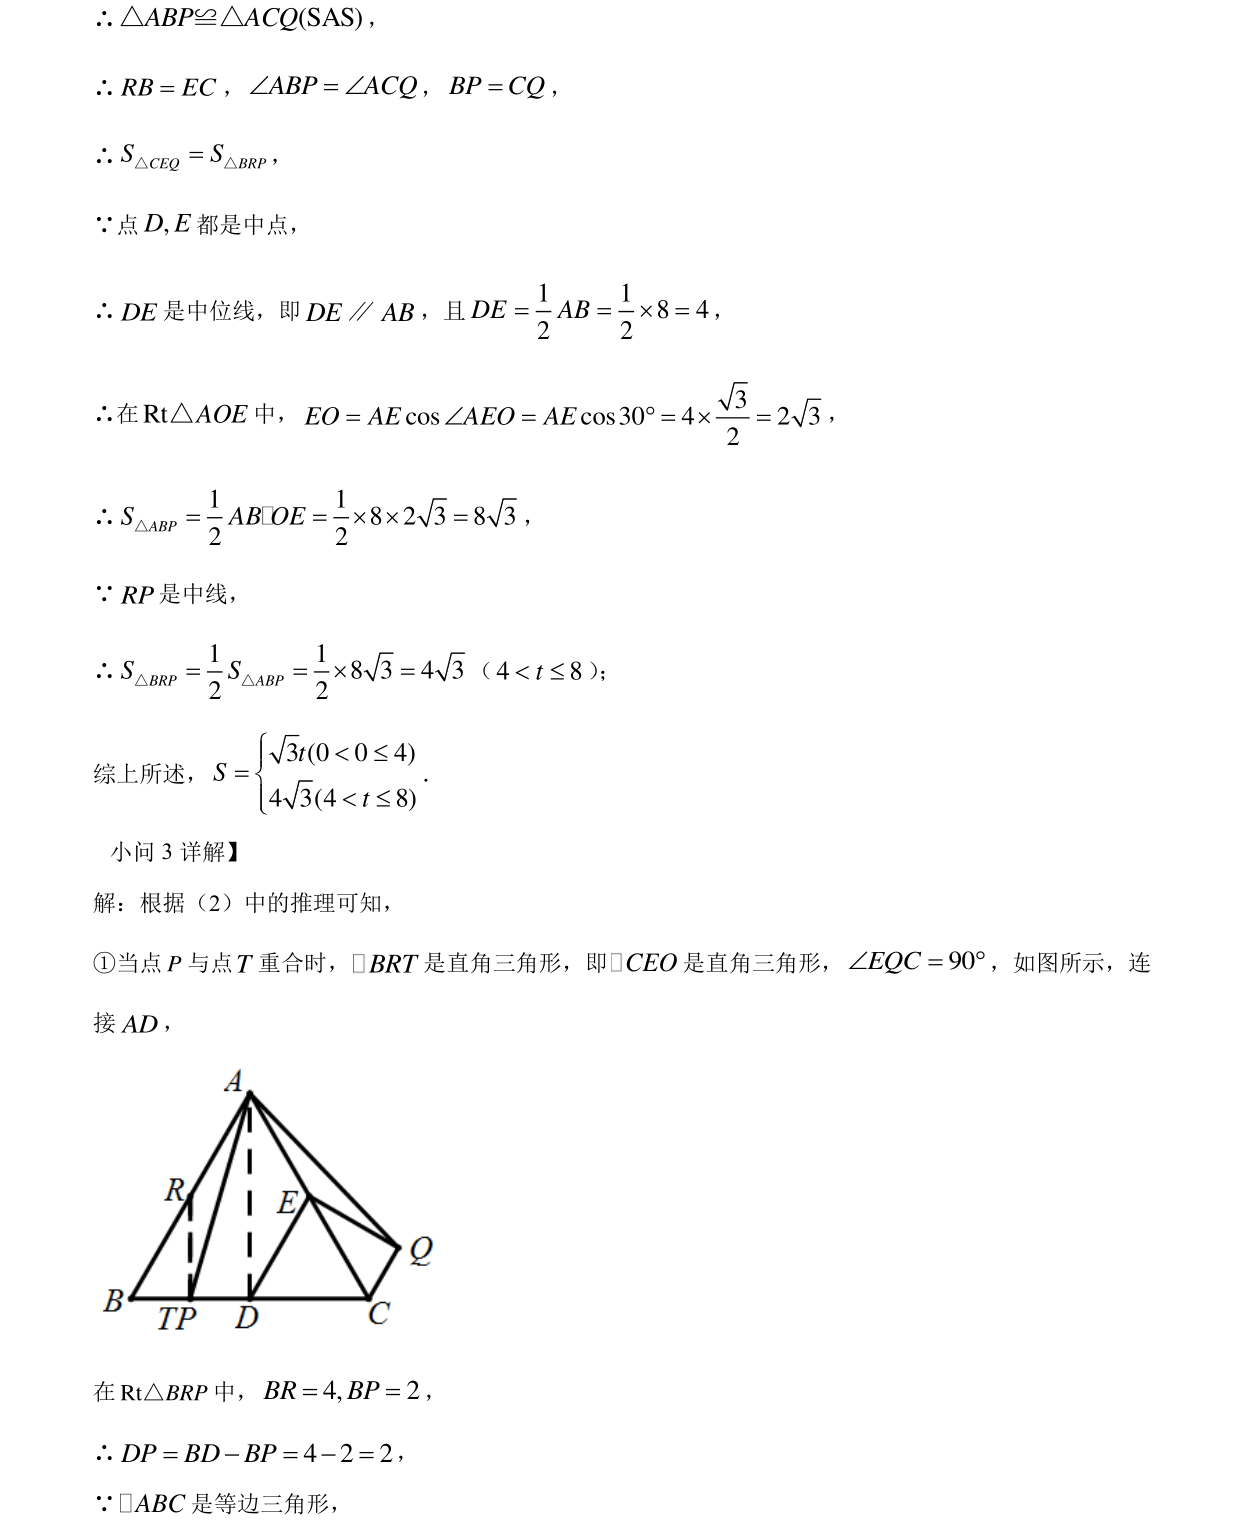 ∴△ABP≌△ACQ(SAS)，
∴RB = EC，∠ABP = ∠ACQ，BP = CQ，
∴S△CEQ = S△BRP，
∵点 D, E 都是中点，
∴DE 是中位线，即 DE∥AB，且 DE = 1/2 AB = 1/2 ×8 = 4，
∴在 Rt△AOE 中，EO = AE cos∠AEO = AE cos30° = 4×√3/2 = 2√3，
∴S△ABP = 1/2 AB□OE = 1/2 ×8×2√3 = 8√3，
∵RP 是中线，
∴S△BRP = 1/2 S△ABP = 1/2 ×8√3 = 4√3（4 < t ≤ 8）；
综上所述，S = { √3t(0 < 0 ≤ 4)
4√3(4 < t ≤ 8) .
小问 3 详解】
解：根据（2）中的推理可知，
①当点 P 与点 T 重合时，□BRT 是直角三角形，即□CEO 是直角三角形，∠EQC = 90°，如图所示，连
接 AD，
A
R
E
Q
B
TP
D
C
在 Rt△BRP 中，BR = 4, BP = 2，
∴DP = BD − BP = 4 − 2 = 2，
∵□ABC 是等边三角形，